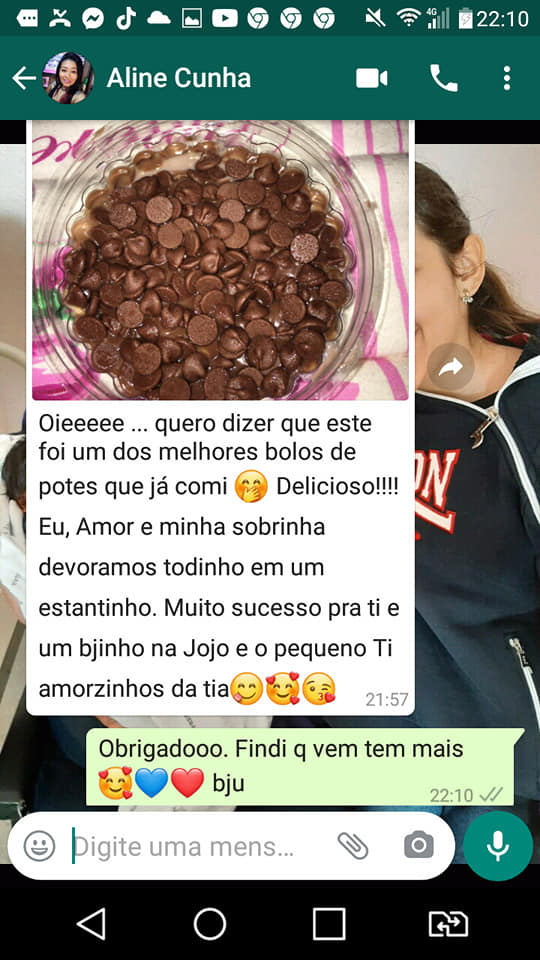 4G 22:10
Aline Cunha
Oieeeee ... quero dizer que este
foi um dos melhores bolos de
potes que já comi 🤭 Delicioso!!!!
Eu, Amor e minha sobrinha
devoramos todinho em um
estantinho. Muito sucesso pra ti e
um bjinho na Jojo e o pequeno Ti
amorzinhos da tia😋🥰😘
21:57
Obrigadooo. Findi q vem tem mais
🥰💙❤️ bju
22:10
Digite uma mens...